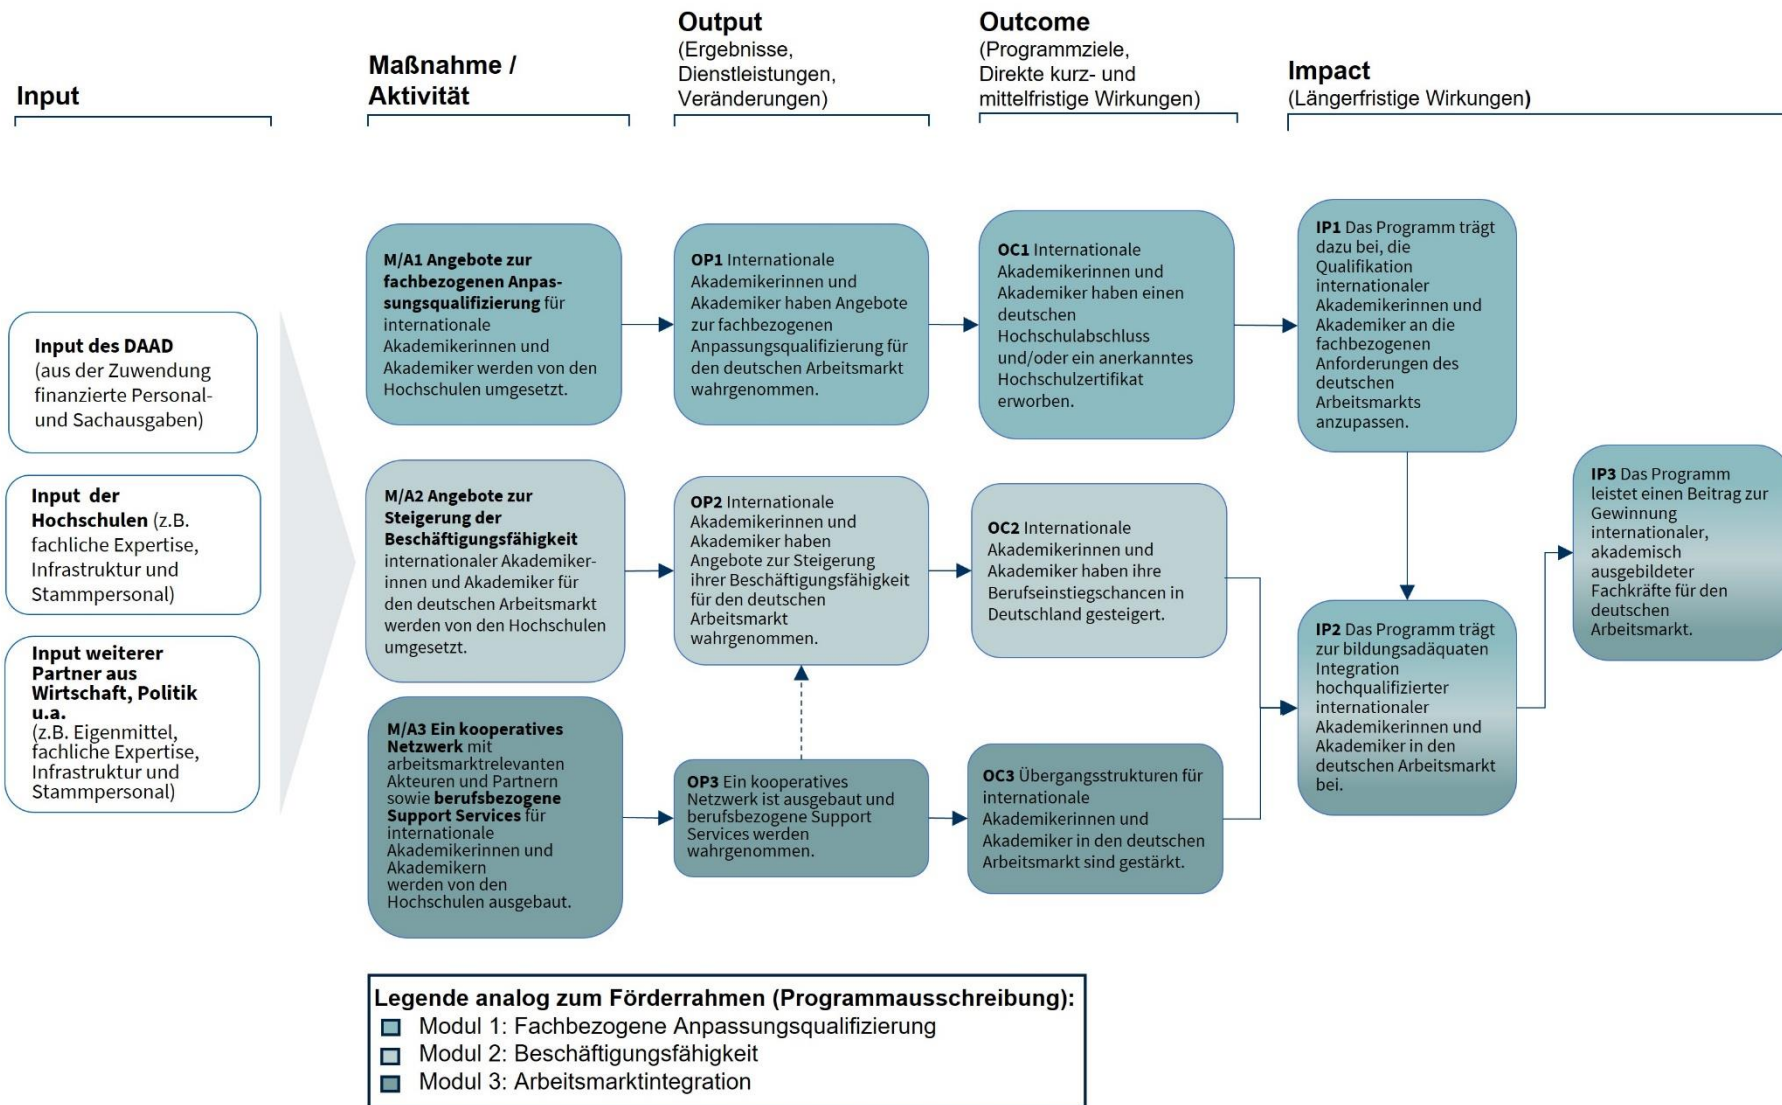 Input
Maßnahme /
Aktivität
Output
(Ergebnisse,
Dienstleistungen,
Veränderungen)
Outcome
(Programmziele,
Direkte kurz- und
mittelfristige Wirkungen)
Impact
(Längerfristige Wirkungen)
Input des DAAD
(aus der Zuwendung
finanzierte Personal-
und Sachausgaben)
Input der
Hochschulen (z.B.
fachliche Expertise,
Infrastruktur und
Stammpersonal)
Input weiterer
Partner aus
Wirtschaft, Politik
u.a.
(z.B. Eigenmittel,
fachliche Expertise,
Infrastruktur und
Stammpersonal)
M/A1 Angebote zur
fachbezogenen Anpas-
sungsqualifizierung für
internationale
Akademikerinnen und
Akademiker werden von den
Hochschulen umgesetzt.
OP1 Internationale
Akademikerinnen und
Akademiker haben Angebote
zur fachbezogenen
Anpassungsqualifizierung für
den deutschen Arbeitsmarkt
wahrgenommen.
OC1 Internationale
Akademikerinnen und
Akademiker haben einen
deutschen
Hochschulabschluss
und/oder ein anerkanntes
Hochschulzertifikat
erworben.
IP1 Das Programm trägt
dazu bei, die
Qualifikation
internationaler
Akademikerinnen und
Akademiker an die
fachbezogenen
Anforderungen des
deutschen
Arbeitsmarkts
anzupassen.
M/A2 Angebote zur
Steigerung der
Beschäftigungsfähigkeit
internationaler Akademiker-
innen und Akademiker für
den deutschen Arbeitsmarkt
werden von den Hochschulen
umgesetzt.
OP2 Internationale
Akademikerinnen und
Akademiker haben
Angebote zur Steigerung
ihrer Beschäftigungsfähigkeit
für den deutschen
Arbeitsmarkt
wahrgenommen.
OC2 Internationale
Akademikerinnen und
Akademiker haben ihre
Berufseinstiegschancen in
Deutschland gesteigert.
IP2 Das Programm trägt
zur bildungsadäquaten
Integration
hochqualifizierter
internationaler
Akademikerinnen und
Akademiker in den
deutschen Arbeitsmarkt
bei.
IP3 Das Programm
leistet einen Beitrag zur
Gewinnung
internationaler,
akademisch
ausgebildeter
Fachkräfte für den
deutschen
Arbeitsmarkt.
M/A3 Ein kooperatives
Netzwerk mit
arbeitsmarktrelevanten
Akteuren und Partnern
sowie berufsbezogene
Support Services für
internationale
Akademikerinnen und
Akademikern
werden von den
Hochschulen ausgebaut.
OP3 Ein kooperatives
Netzwerk ist ausgebaut und
berufsbezogene Support
Services werden
wahrgenommen.
OC3 Übergangsstrukturen für
internationale
Akademikerinnen und
Akademiker in den deutschen
Arbeitsmarkt sind gestärkt.
Legende analog zum Förderrahmen (Programmausschreibung):
Modul 1: Fachbezogene Anpassungsqualifizierung
Modul 2: Beschäftigungsfähigkeit
Modul 3: Arbeitsmarktintegration